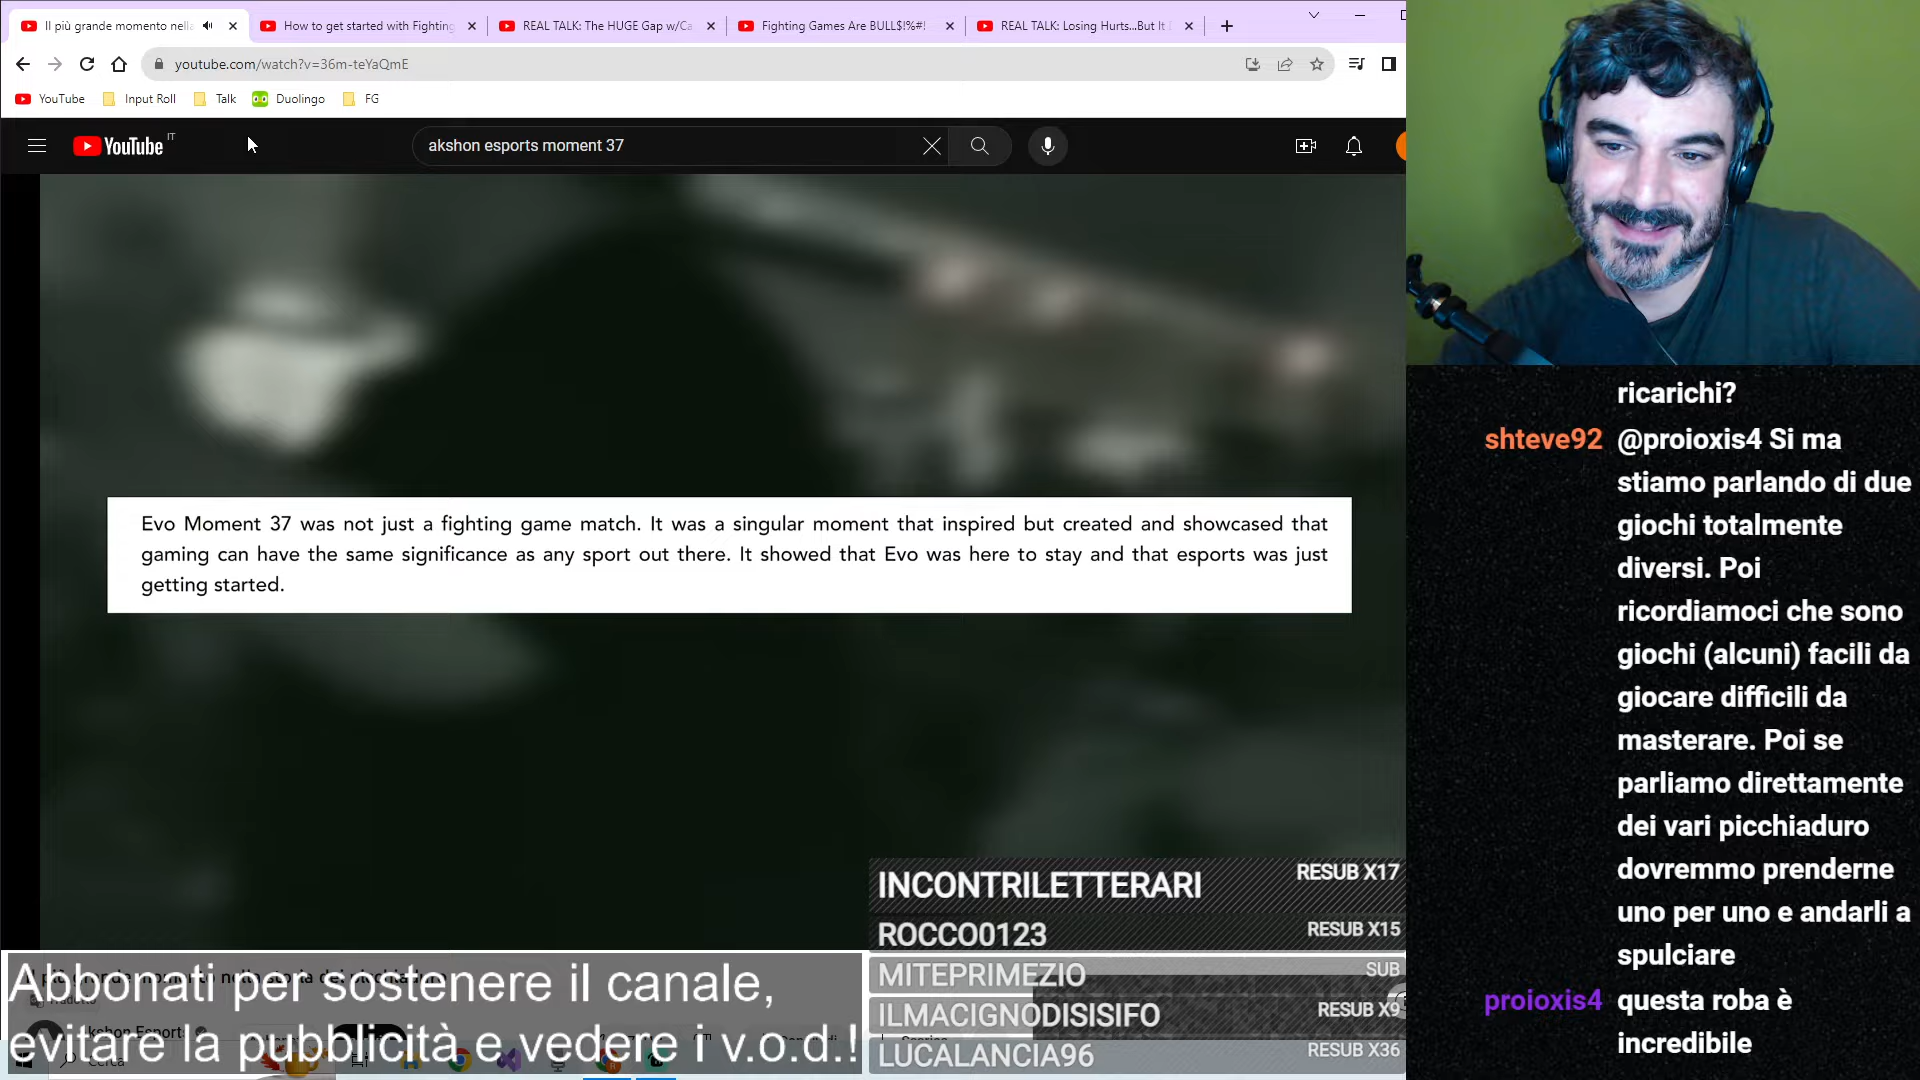 Il più grande momento nella
How to get started with Fighting
REAL TALK: The HUGE Gap w/Ca
Fighting Games Are BULL$!%#!
REAL TALK: Losing Hurts...But It
youtube.com/watch?v=36m-teYaQmE
YouTube
Input Roll
Talk
Duolingo
FG
YouTube IT
akshon esports moment 37
Evo Moment 37 was not just a fighting game match. It was a singular moment that inspired but created and showcased that
gaming can have the same significance as any sport out there. It showed that Evo was here to stay and that esports was just
getting started.
ricarichi?
shteve92 @proioxis4 Si ma
stiamo parlando di due
giochi totalmente
diversi. Poi
ricordiamoci che sono
giochi (alcuni) facili da
giocare difficili da
masterare. Poi se
parliamo direttamente
dei vari picchiaduro
dovremmo prenderne
uno per uno e andarli a
spulciare
proioxis4 questa roba è
incredibile
INCONTRILETTERARI RESUB X17
ROCCO0123 RESUB X15
MITEPRIMEZIO SUB
ILMACIGNODISISIFO RESUB X9
LUCALANCIA96 RESUB X36
Abbonati per sostenere il canale,
evitare la pubblicità e vedere i v.o.d.!
Cerca